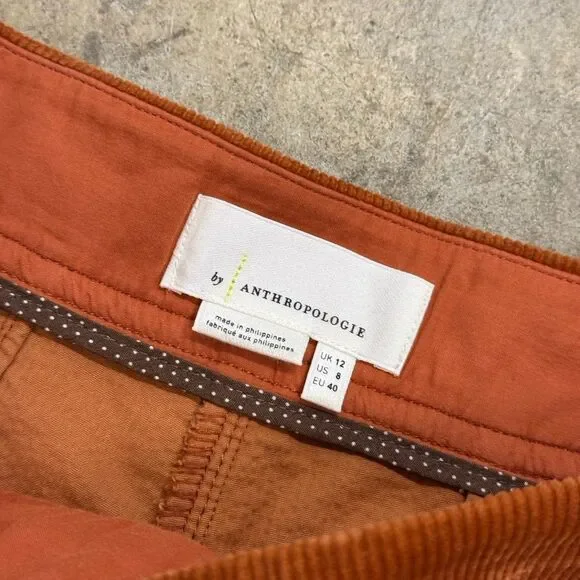 by ANTHROPOLOGIE
made in philippines
fabriqué aux philippines
UK 12
US 8
EU 40